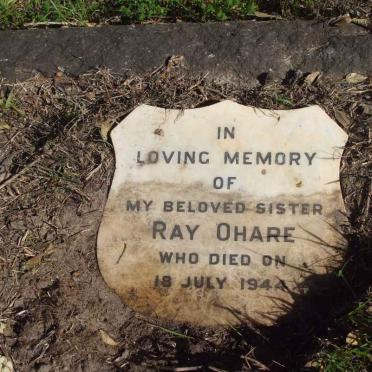 IN
LOVING MEMORY
OF
MY BELOVED SISTER
RAY OHARE
WHO DIED ON
18 JULY 1944